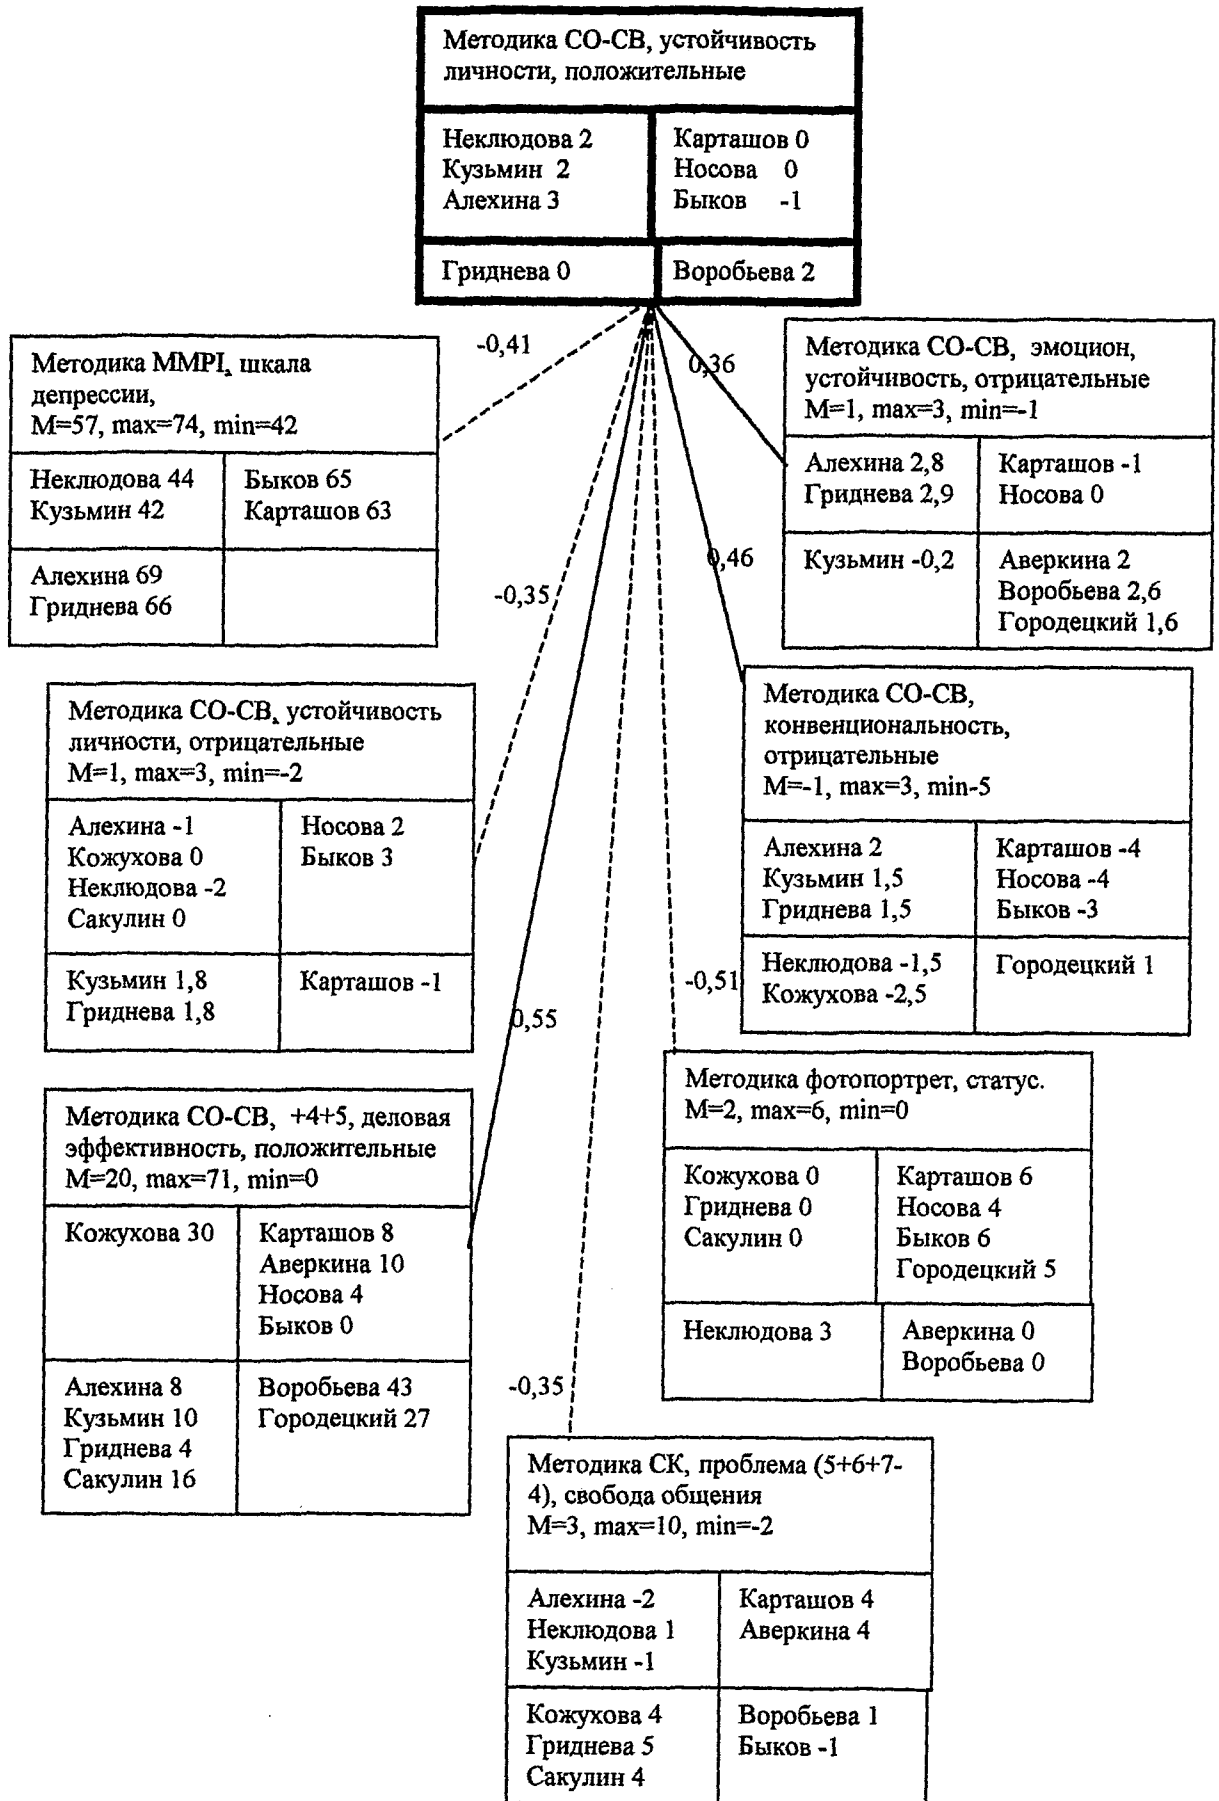 Методика СО-СВ, устойчивость
личности, положительные
Неклюдова 2
Кузьмин 2
Алехина 3
Карташов 0
Носова 0
Быков -1
Гриднева 0
Воробьева 2
-0,41
0,36
Методика MMPI, шкала
депрессии,
M=57, max=74, min=42
Неклюдова 44
Кузьмин 42
Быков 65
Карташов 63
Алехина 69
Гриднева 66
Методика СО-СВ, эмоцион,
устойчивость, отрицательные
M=1, max=3, min=-1
Алехина 2,8
Гриднева 2,9
Карташов -1
Носова 0
Кузьмин -0,2
Аверкина 2
Воробьева 2,6
Городецкий 1,6
-0,35
0,46
Методика СО-СВ, устойчивость
личности, отрицательные
M=1, max=3, min=-2
Алехина -1
Кожухова 0
Неклюдова -2
Сакулин 0
Носова 2
Быков 3
Кузьмин 1,8
Гриднева 1,8
Карташов -1
Методика СО-СВ,
конвенциональность,
отрицательные
M=-1, max=3, min-5
Алехина 2
Кузьмин 1,5
Гриднева 1,5
Карташов -4
Носова -4
Быков -3
Неклюдова -1,5
Кожухова -2,5
Городецкий 1
0,55
-0,51
Методика СО-СВ, +4+5, деловая
эффективность, положительные
M=20, max=71, min=0
Кожухова 30
Карташов 8
Аверкина 10
Носова 4
Быков 0
Алехина 8
Кузьмин 10
Гриднева 4
Сакулин 16
Воробьева 43
Городецкий 27
Методика фотопортрет, статус.
M=2, max=6, min=0
Кожухова 0
Гриднева 0
Сакулин 0
Карташов 6
Носова 4
Быков 6
Городецкий 5
Неклюдова 3
Аверкина 0
Воробьева 0
-0,35
Методика СК, проблема (5+6+7-
4), свобода общения
M=3, max=10, min=-2
Алехина -2
Неклюдова 1
Кузьмин -1
Карташов 4
Аверкина 4
Кожухова 4
Гриднева 5
Сакулин 4
Воробьева 1
Быков -1